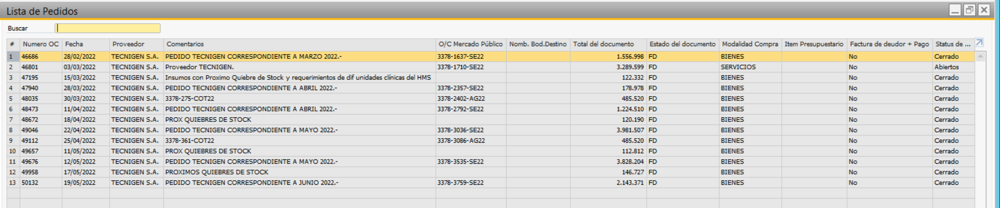 Lista de Pedidos
Buscar
# Numero OC Fecha Proveedor Comentarios O/C Mercado Público Nomb. Bod.Destino Total del documento Estado del documento Modalidad Compra Item Presupuestario Factura de deudor + Pago Status de ...
1 46686 28/02/2022 TECNIGEN S.A. PEDIDO TECNIGEN CORRESPONDIENTE A MARZO 2022.- 3378-1637-SE22 1.556.998 FD BIENES No Cerrado
2 46801 03/03/2022 TECNIGEN S.A. Proveedor TECNIGEN. 3378-1710-SE22 3.289.599 FD SERVICIOS No Abiertos
3 47195 15/03/2022 TECNIGEN S.A. Insumos con Proximo Quiebre de Stock y requerimientos de dif unidades clínicas del HMS 122.332 FD BIENES No Cerrado
4 47940 28/03/2022 TECNIGEN S.A. PEDIDO TECNIGEN CORRESPONDIENTE A ABRIL 2022.- 3378-2357-SE22 178.978 FD BIENES No Cerrado
5 48035 30/03/2022 TECNIGEN S.A. 3378-275-COT22 3378-2402-AG22 485.520 FD BIENES No Cerrado
6 48473 11/04/2022 TECNIGEN S.A. PEDIDO TECNIGEN CORRESPONDIENTE A ABRIL 2022.- 3378-2792-SE22 1.224.510 FD BIENES No Cerrado
7 48672 18/04/2022 TECNIGEN S.A. PROX QUIEBRES DE STOCK 120.190 FD BIENES No Cerrado
8 49046 22/04/2022 TECNIGEN S.A. PEDIDO TECNIGEN CORRESPONDIENTE A MAYO 2022.- 3378-3036-SE22 3.981.507 FD BIENES No Cerrado
9 49112 25/04/2022 TECNIGEN S.A. 3378-361-COT22 3378-3086-AG22 485.520 FD BIENES No Cerrado
10 49657 11/05/2022 TECNIGEN S.A. PROX QUIEBRES DE STOCK 112.812 FD BIENES No Cerrado
11 49676 12/05/2022 TECNIGEN S.A. PEDIDO TECNIGEN CORRESPONDIENTE A MAYO 2022.- 3378-3535-SE22 3.828.204 FD BIENES No Cerrado
12 49958 17/05/2022 TECNIGEN S.A. PROXIMOS QUIEBRES DE STOCK 146.727 FD BIENES No Cerrado
13 50132 19/05/2022 TECNIGEN S.A. PEDIDO TECNIGEN CORRESPONDIENTE A JUNIO 2022.- 3378-3759-SE22 2.143.371 FD BIENES No Cerrado